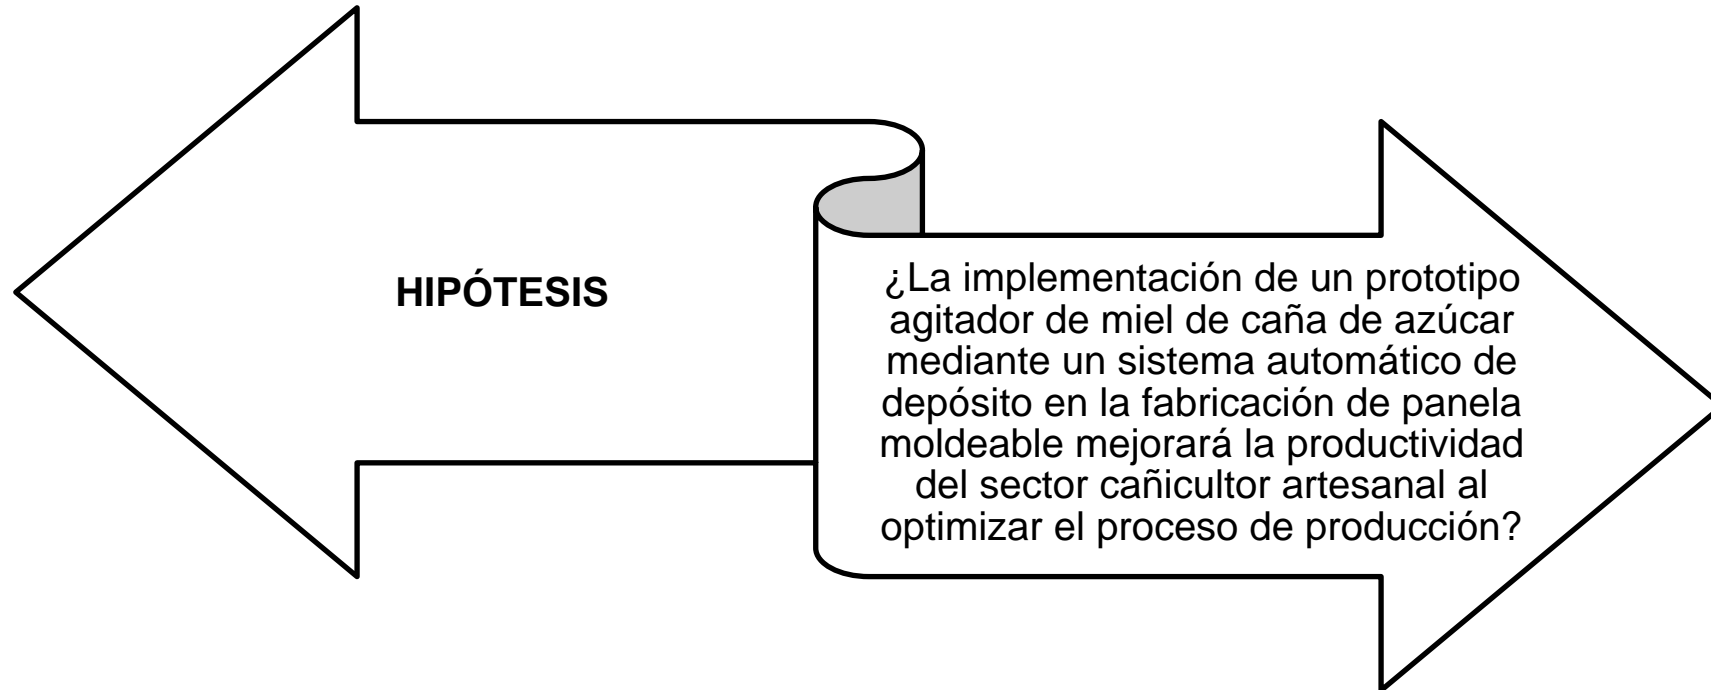 HIPÓTESIS
¿La implementación de un prototipo
agitador de miel de caña de azúcar
mediante un sistema automático de
depósito en la fabricación de panela
moldeable mejorará la productividad
del sector cañicultor artesanal al
optimizar el proceso de producción?